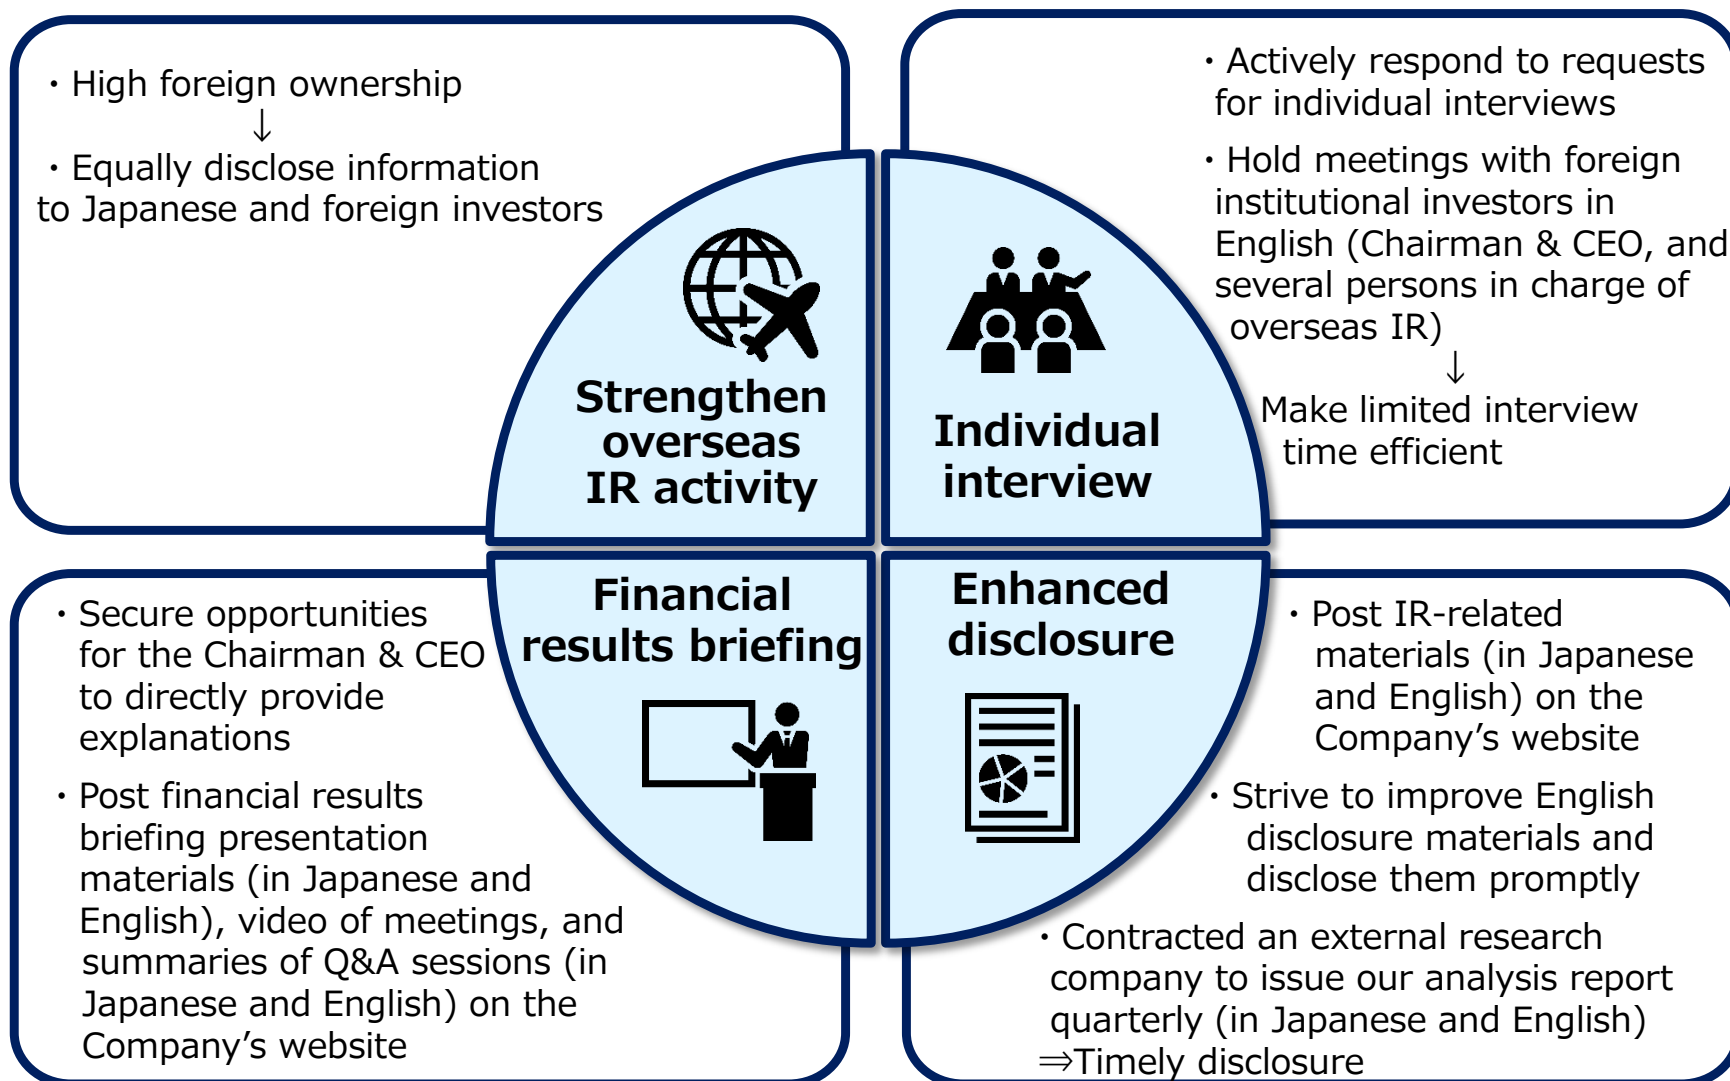 ・High foreign ownership
↓
・Equally disclose information
to Japanese and foreign investors
Strengthen
overseas
IR activity
・Actively respond to requests
for individual interviews
・Hold meetings with foreign
institutional investors in
English (Chairman & CEO, and
several persons in charge of
overseas IR)
↓
Make limited interview
time efficient
Individual
interview
・Secure opportunities
for the Chairman & CEO
to directly provide
explanations
・Post financial results
briefing presentation
materials (in Japanese and
English), video of meetings, and
summaries of Q&A sessions (in
Japanese and English) on the
Company’s website
Financial
results briefing
Enhanced
disclosure
・Post IR-related
materials (in Japanese
and English) on the
Company’s website
・Strive to improve English
disclosure materials and
disclose them promptly
・Contracted an external research
company to issue our analysis report
quarterly (in Japanese and English)
⇒Timely disclosure